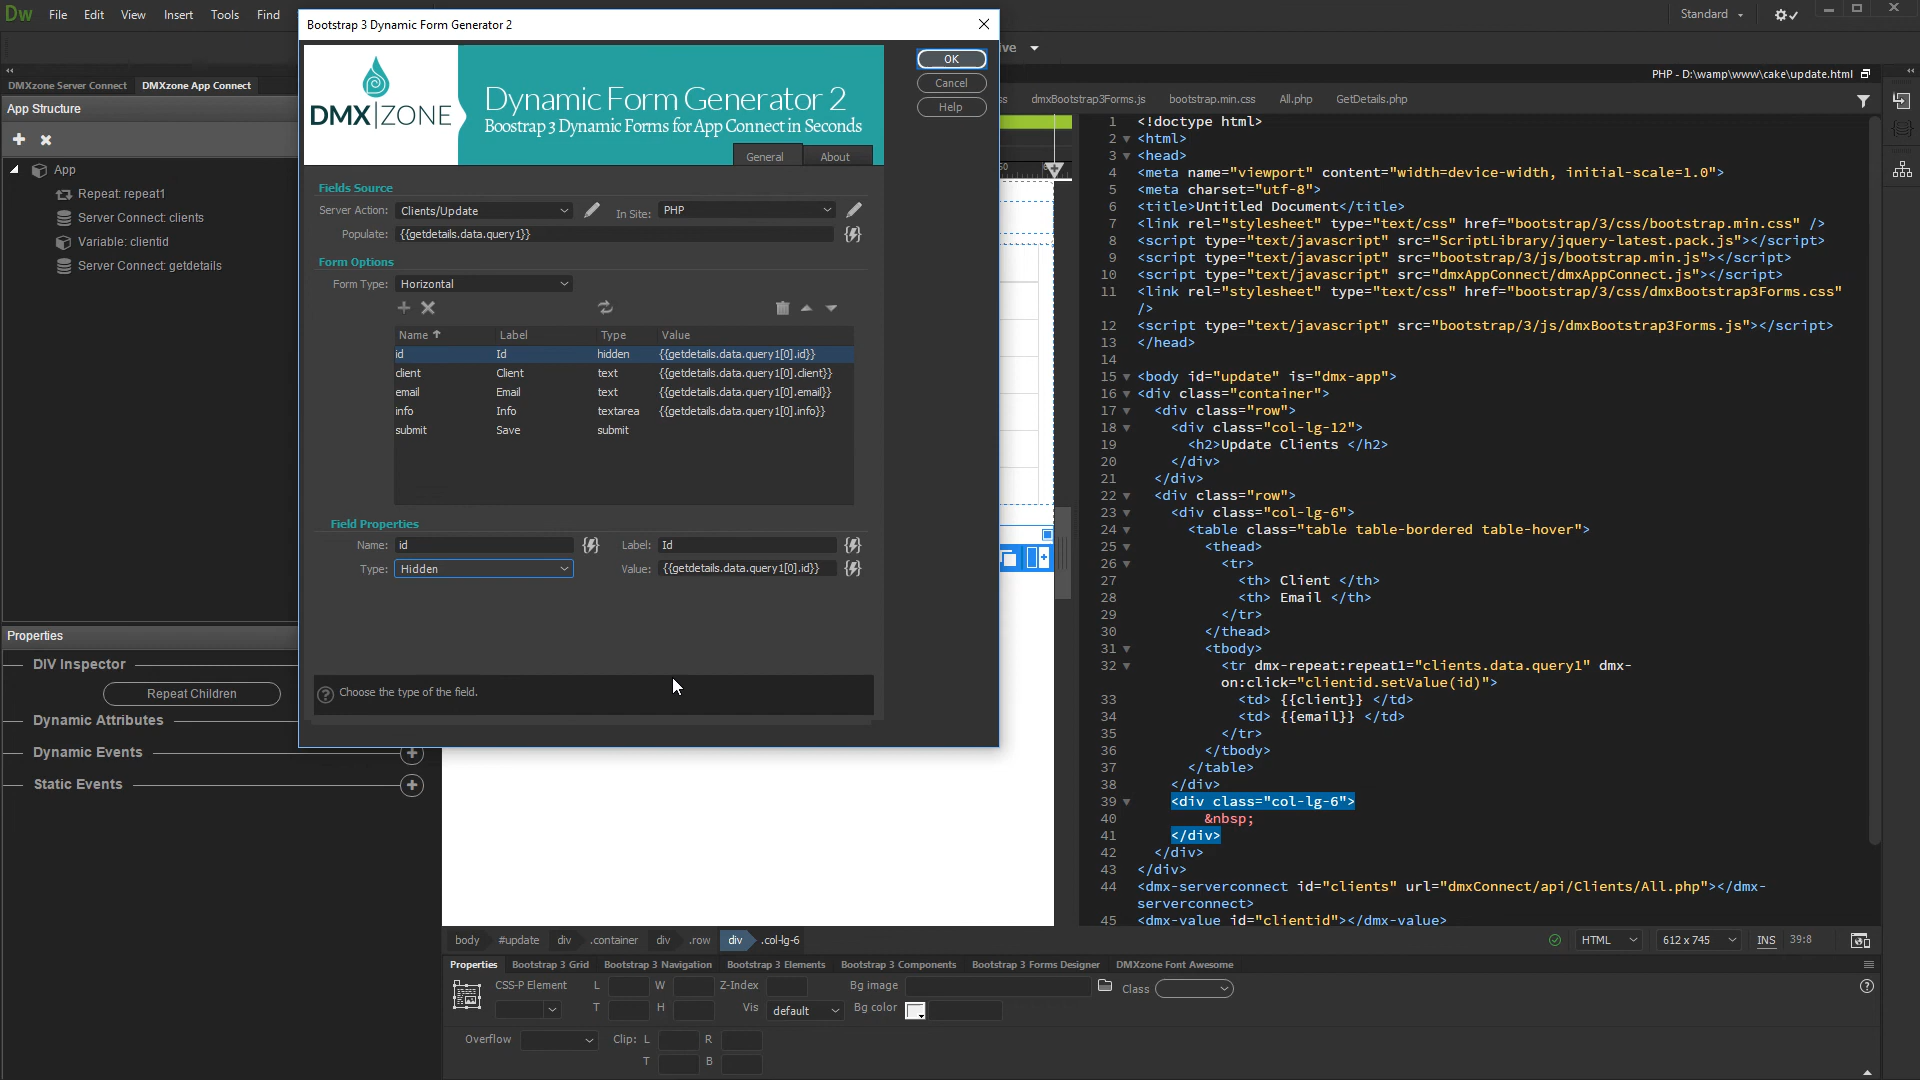 Dw File Edit View Insert Tools Find
Standard
Bootstrap 3 Dynamic Form Generator 2
DMX|ZONE
Dynamic Form Generator 2
Boostrap 3 Dynamic Forms for App Connect in Seconds
General About
OK
Cancel
Help
DMXzone Server Connect DMXzone App Connect
App Structure
App
Repeat: repeat1
Server Connect: clients
Variable: clientid
Server Connect: getdetails
Properties
DIV Inspector
Repeat Children
Dynamic Attributes
Dynamic Events
Static Events
Fields Source
Server Action: Clients/Update In Site: PHP
Populate: {{getdetails.data.query1}}
Form Options
Form Type: Horizontal
Name Label Type Value
id Id hidden {{getdetails.data.query1[0].id}}
client Client text {{getdetails.data.query1[0].client}}
email Email text {{getdetails.data.query1[0].email}}
info Info textarea {{getdetails.data.query1[0].info}}
submit Save submit
Field Properties
Name: id Label: Id
Type: Hidden Value: {{getdetails.data.query1[0].id}}
Choose the type of the field.
ve
PHP - D:\wamp\www\cake\update.html
ss dmxBootstrap3Forms.js bootstrap.min.css All.php GetDetails.php
1 <!doctype html>
2 <html>
3 <head>
4 <meta name="viewport" content="width=device-width, initial-scale=1.0">
5 <meta charset="utf-8">
6 <title>Untitled Document</title>
7 <link rel="stylesheet" type="text/css" href="bootstrap/3/css/bootstrap.min.css" />
8 <script type="text/javascript" src="ScriptLibrary/jquery-latest.pack.js"></script>
9 <script type="text/javascript" src="bootstrap/3/js/bootstrap.min.js"></script>
10 <script type="text/javascript" src="dmxAppConnect/dmxAppConnect.js"></script>
11 <link rel="stylesheet" type="text/css" href="bootstrap/3/css/dmxBootstrap3Forms.css"
/>
12 <script type="text/javascript" src="bootstrap/3/js/dmxBootstrap3Forms.js"></script>
13 </head>
14
15 <body id="update" is="dmx-app">
16 <div class="container">
17 <div class="row">
18 <div class="col-lg-12">
19 <h2>Update Clients </h2>
20 </div>
21 </div>
22 <div class="row">
23 <div class="col-lg-6">
24 <table class="table table-bordered table-hover">
25 <thead>
26 <tr>
27 <th> Client </th>
28 <th> Email </th>
29 </tr>
30 </thead>
31 <tbody>
32 <tr dmx-repeat:repeat1="clients.data.query1" dmx-
on:click="clientid.setValue(id)">
33 <td> {{client}} </td>
34 <td> {{email}} </td>
35 </tr>
36 </tbody>
37 </table>
38 </div>
39 <div class="col-lg-6">
40 &nbsp;
41 </div>
42 </div>
43 </div>
44 <dmx-serverconnect id="clients" url="dmxConnect/api/Clients/All.php"></dmx-
serverconnect>
45 <dmx-value id="clientid"></dmx-value>
body #update div .container div .row div .col-lg-6
HTML 612 x 745 INS 39:8
Properties Bootstrap 3 Grid Bootstrap 3 Navigation Bootstrap 3 Elements Bootstrap 3 Components Bootstrap 3 Forms Designer DMXzone Font Awesome
CSS-P Element L W Z-Index Bg image Class
T H Vis default Bg color
Overflow Clip: L R
T B